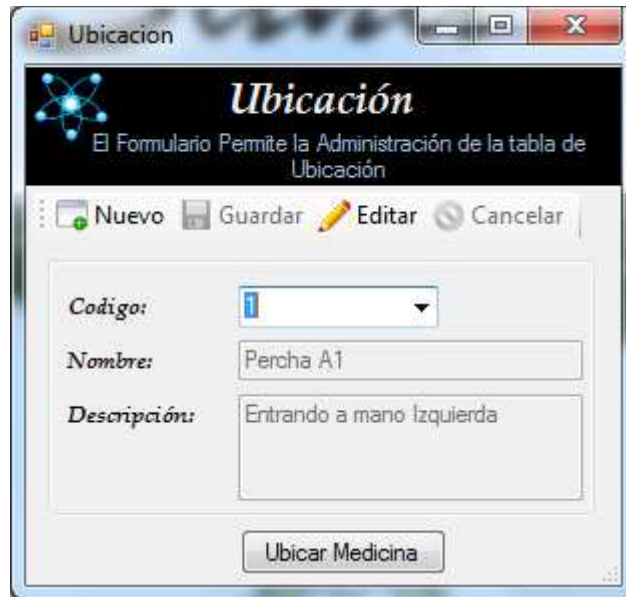 Ubicacion
Ubicación
El Formulario Permite la Administración de la tabla de
Ubicación
Nuevo Guardar Editar Cancelar
Codigo: 1
Nombre: Percha A1
Descripción: Entrando a mano Izquierda
Ubicar Medicina